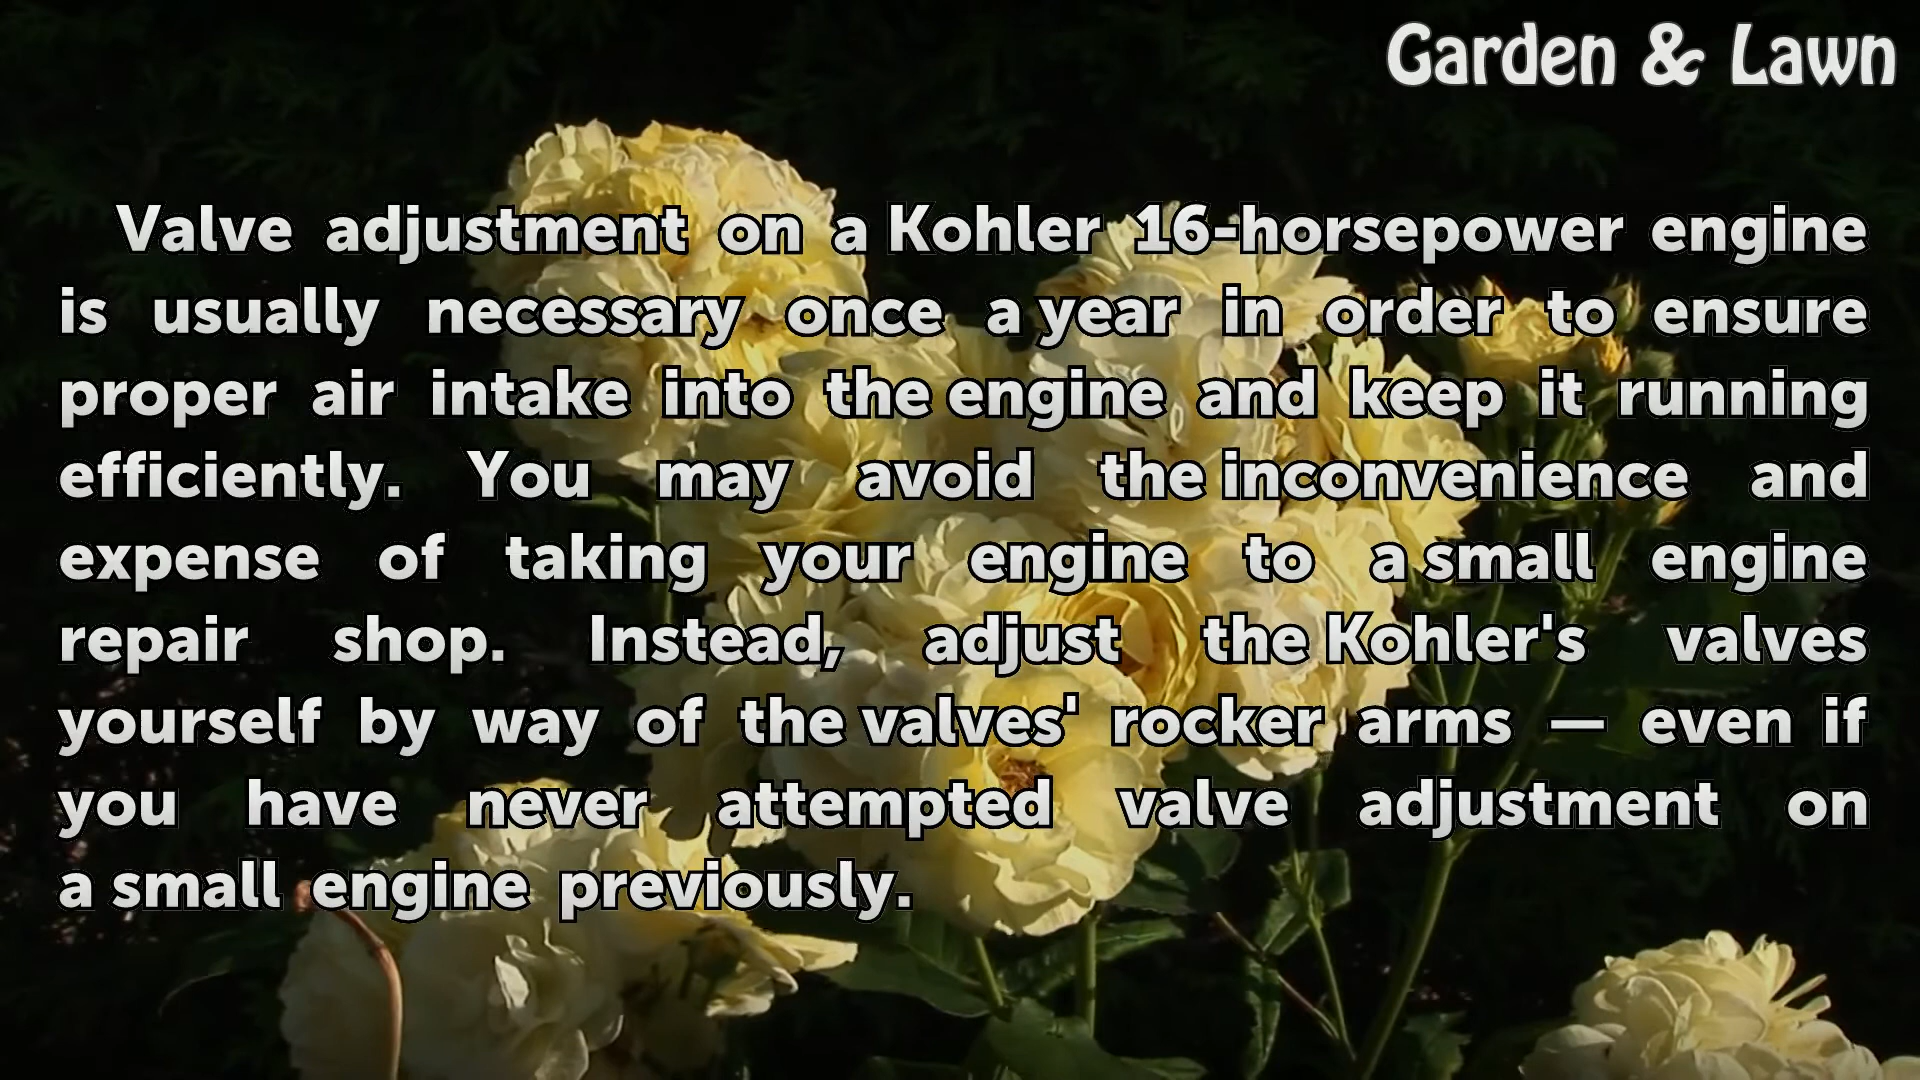 Garden & Lawn
Valve adjustment on a Kohler 16-horsepower engine
is usually necessary once a year in order to ensure
proper air intake into the engine and keep it running
efficiently. You may avoid the inconvenience and
expense of taking your engine to a small engine
repair shop. Instead, adjust the Kohler's valves
yourself by way of the valves' rocker arms — even if
you have never attempted valve adjustment on
a small engine previously.